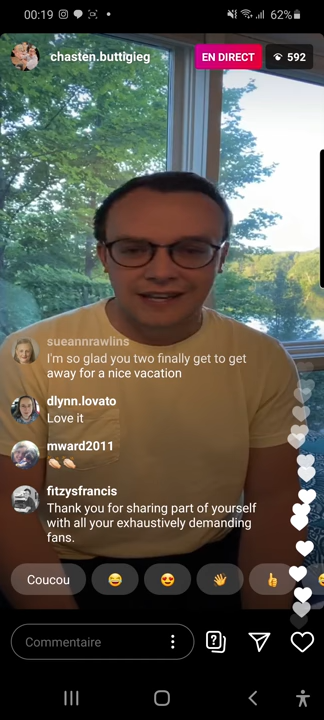 00:19
62%
chasten.buttigieg
EN DIRECT
592
sueannrawlins
I'm so glad you two finally get to get
away for a nice vacation
dlynn.lovato
Love it
mward2011
👏🏻👏🏻
fitzysfrancis
Thank you for sharing part of yourself
with all your exhaustively demanding
fans.
Coucou
Commentaire